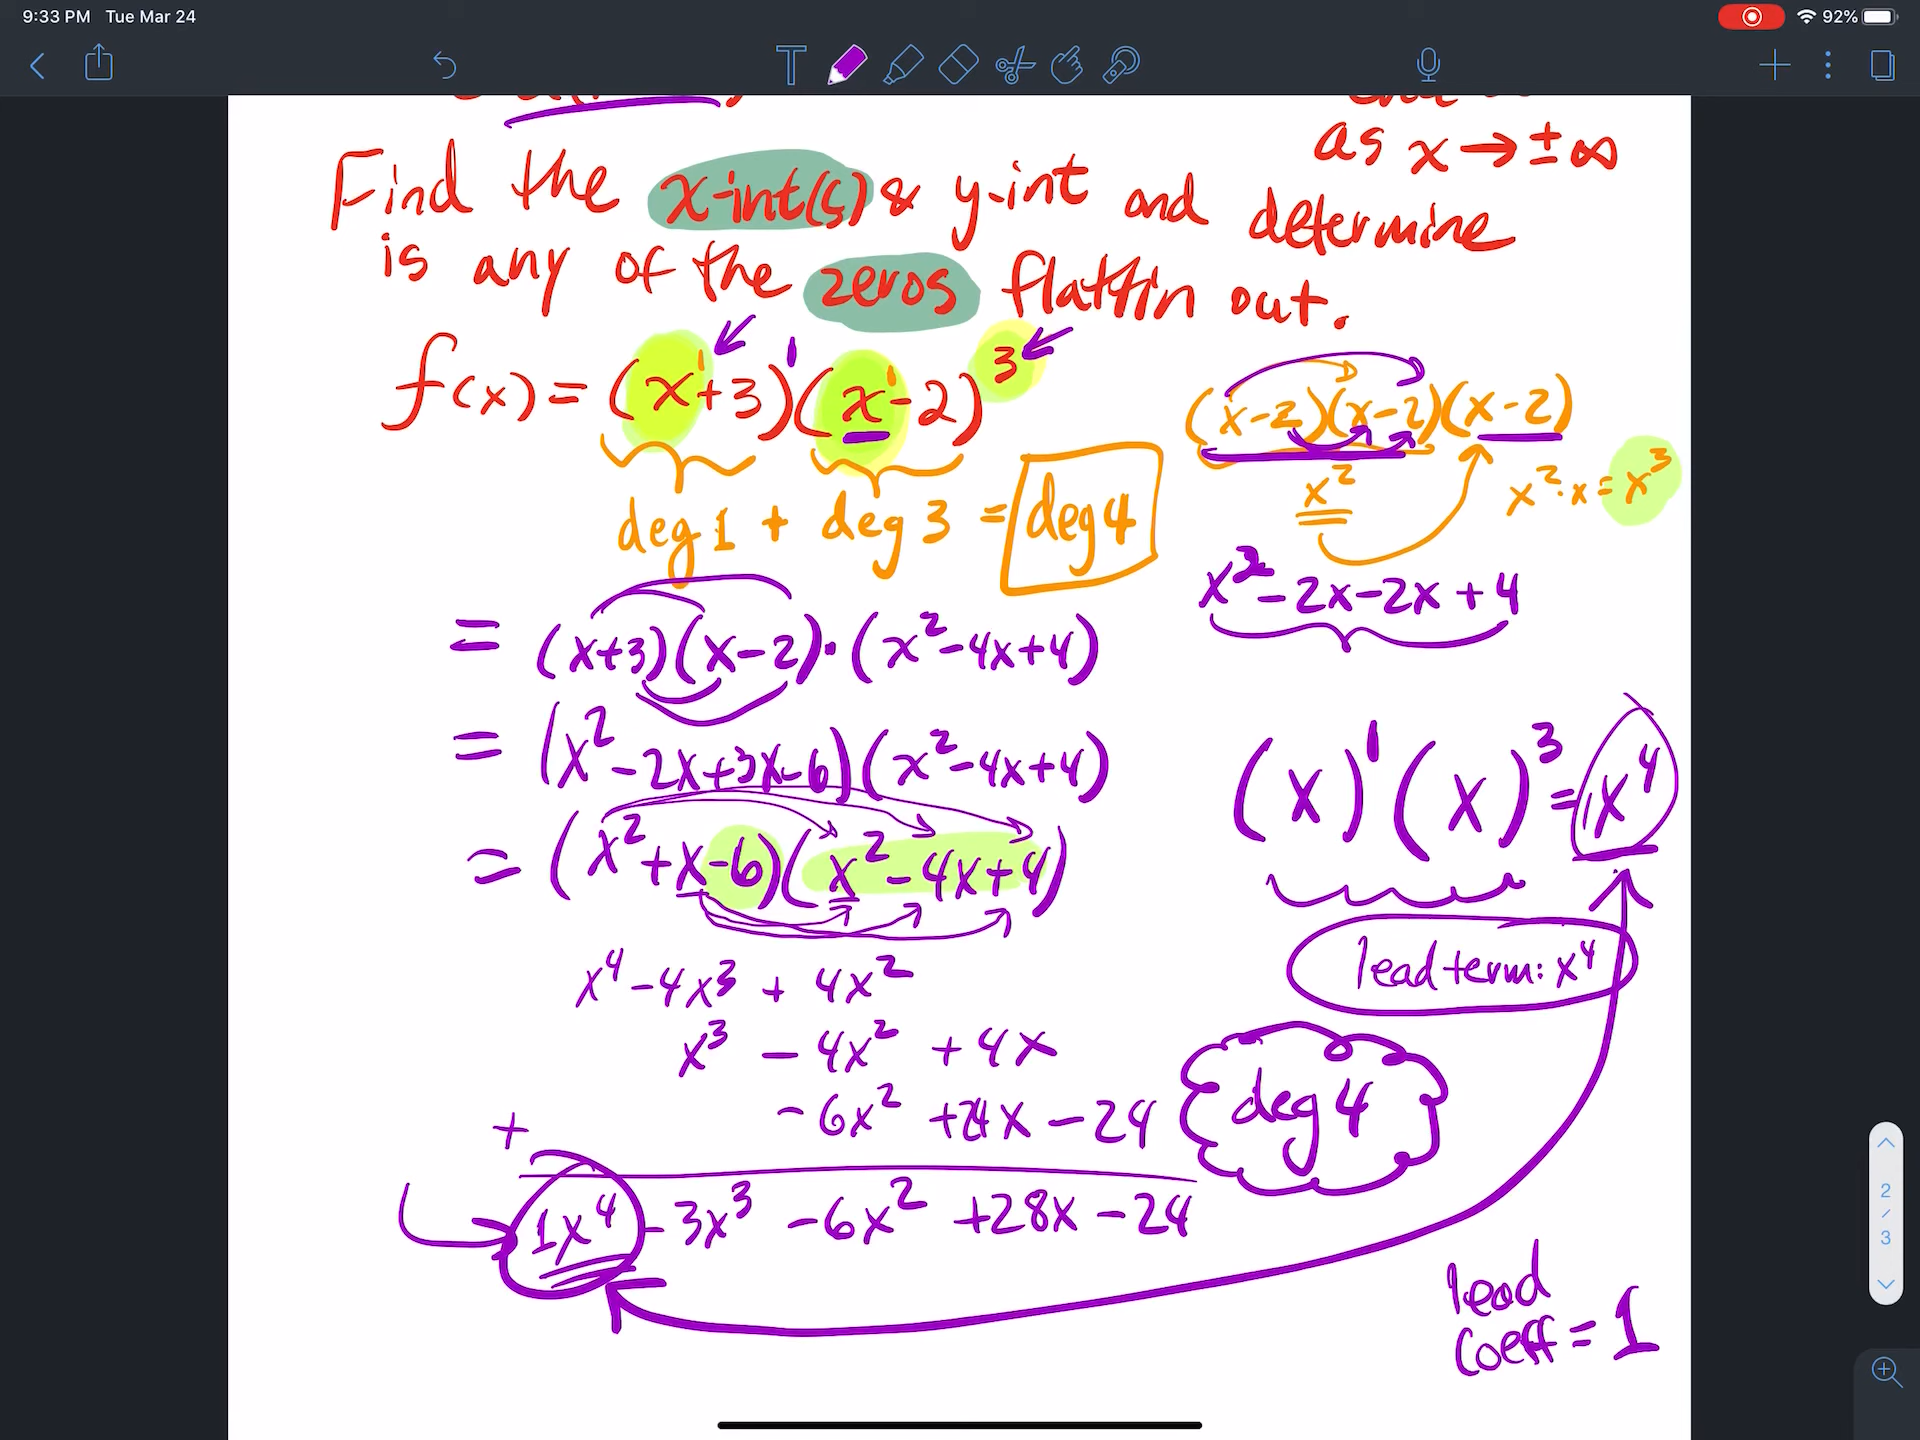 9:33 PM Tue Mar 24
92%
as x → ± ∞
Find the x-int(s) & y-int and determine
is any of the zeros flattin out.
f(x) = (x¹+3)¹(x¹-2)³
(x-2)(x-2)(x-2)
x²
x²·x = x³
deg 1 + deg 3 = deg 4
x²-2x-2x+4
= (x+3)(x-2)·(x²-4x+4)
= (x²-2x+3x-6)(x²-4x+4)
(x)¹(x)³ = 1x⁴
= (x²+x-6)(x²-4x+4)
lead term: x⁴
x⁴-4x³ + 4x²
x³ - 4x² + 4x
deg 4
+ -6x² +24x -24
1x⁴ -3x³ -6x² +28x -24
lead
coeff = 1
2
/
3